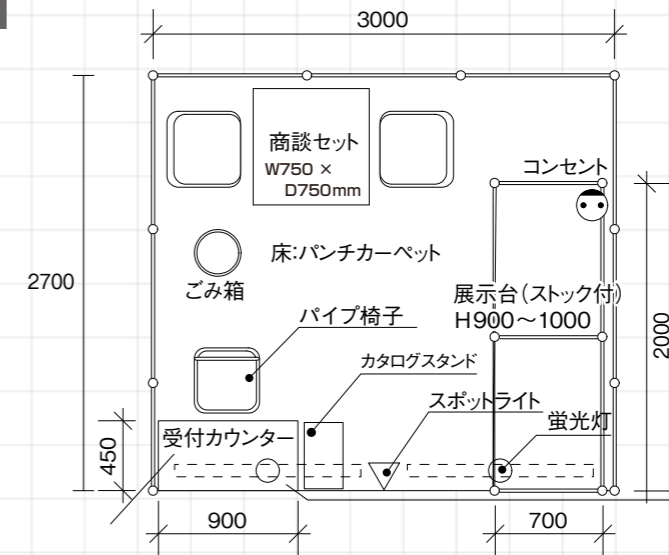 3000
商談セット
W750 ×
D750mm
コンセント
2700
床:パンチカーペット
ごみ箱
展示台(ストック付)
H900～1000
パイプ椅子
2000
カタログスタンド
スポットライト
蛍光灯
受付カウンター
450
900
700